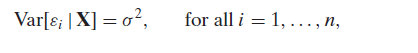 Var[εᵢ | X] = σ², for all i = 1, . . . , n,